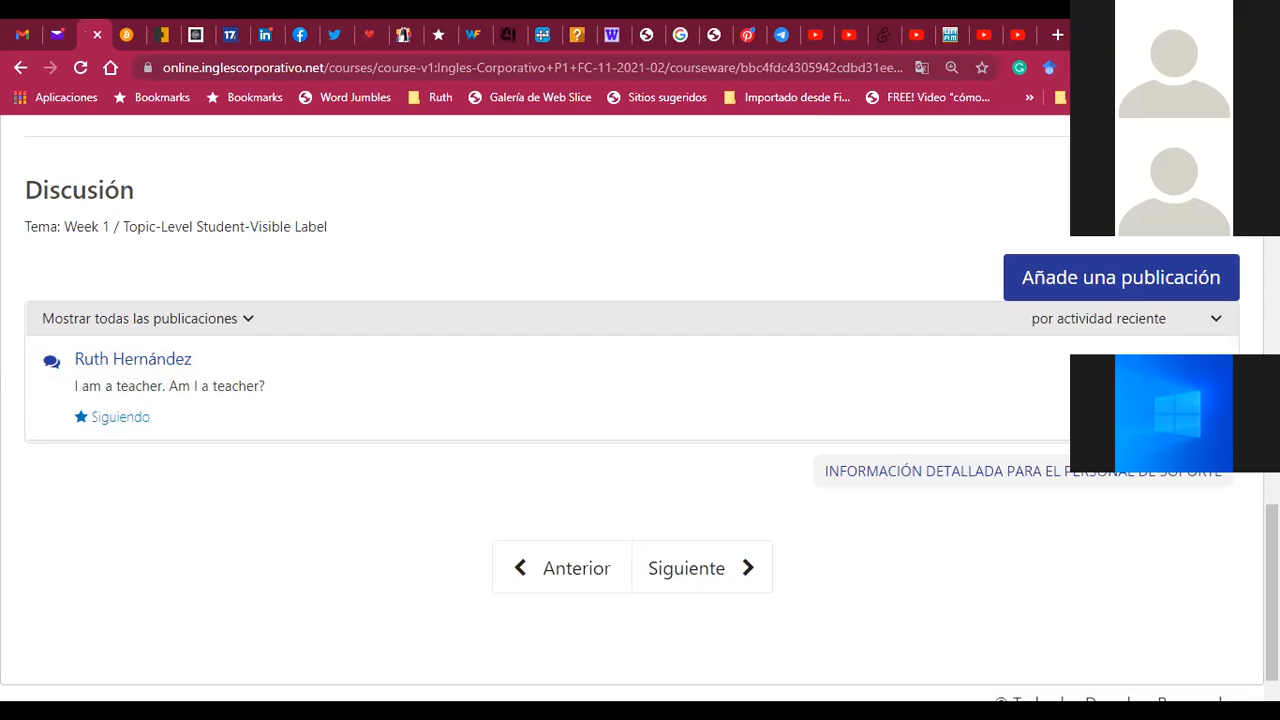 online.inglescorporativo.net/courses/course-v1:Ingles-Corporativo+P1+FC-11-2021-02/courseware/bbc4fdc4305942cdbd31ee...
Aplicaciones Bookmarks Bookmarks Word Jumbles Ruth Galería de Web Slice Sitios sugeridos Importado desde Fi... FREE! Video "cómo... »
Discusión
Tema: Week 1 / Topic-Level Student-Visible Label
Añade una publicación
Mostrar todas las publicaciones por actividad reciente
Ruth Hernández
I am a teacher. Am I a teacher?
Siguiendo
INFORMACIÓN DETALLADA PARA EL PERSONAL DE SOPORTE
Anterior Siguiente